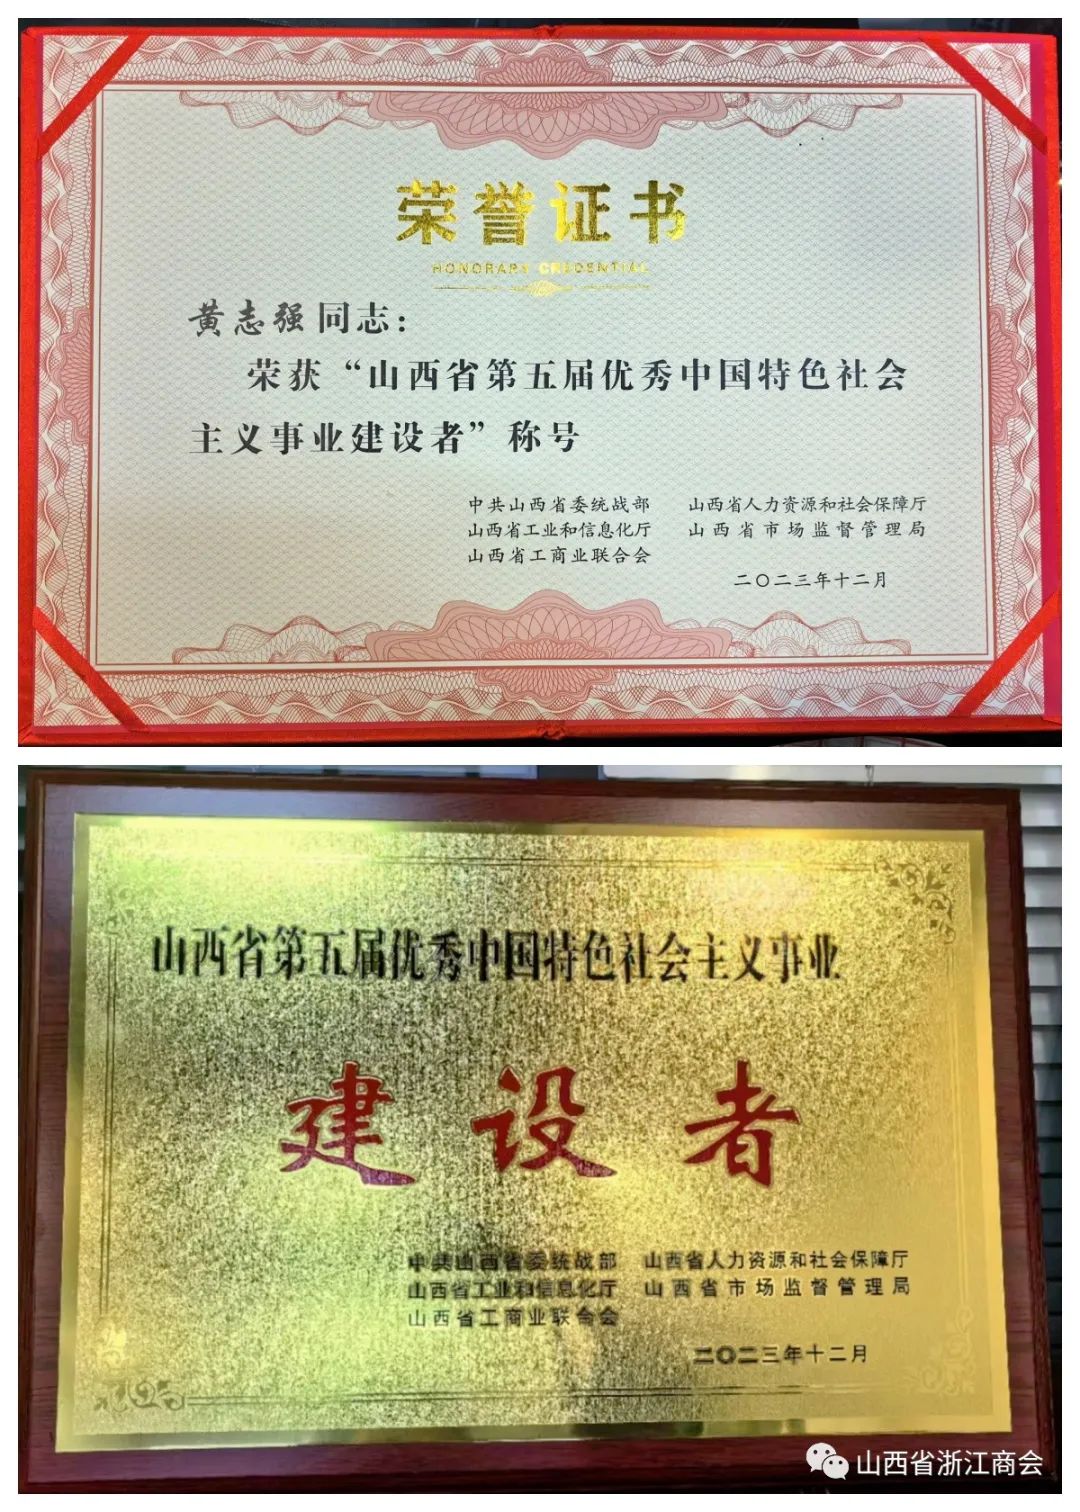 荣誉证书
HONORARY CREDENTIAL
黄志强同志：
荣获“山西省第五届优秀中国特色社会
主义事业建设者”称号
中共山西省委统战部 山西省人力资源和社会保障厅
山西省工业和信息化厅 山西省市场监督管理局
山西省工商业联合会
二〇二三年十二月
山西省第五届优秀中国特色社会主义事业
建设者
中共山西省委统战部 山西省人力资源和社会保障厅
山西省工业和信息化厅 山西省市场监督管理局
山西省工商业联合会
二〇二三年十二月
山西省浙江商会